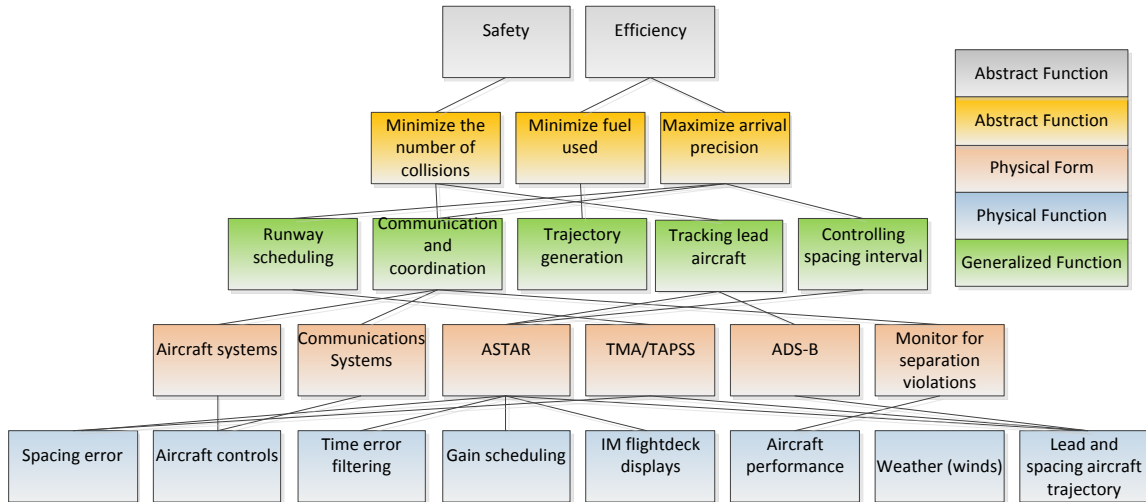 Safety
Efficiency
Abstract Function
Abstract Function
Physical Form
Physical Function
Generalized Function
Minimize the
number of
collisions
Minimize fuel
used
Maximize arrival
precision
Runway
scheduling
Communication
and
coordination
Trajectory
generation
Tracking lead
aircraft
Controlling
spacing interval
Aircraft systems
Communications
Systems
ASTAR
TMA/TAPSS
ADS-B
Monitor for
separation
violations
Spacing error
Aircraft controls
Time error
filtering
Gain scheduling
IM flightdeck
displays
Aircraft
performance
Weather (winds)
Lead and
spacing aircraft
trajectory